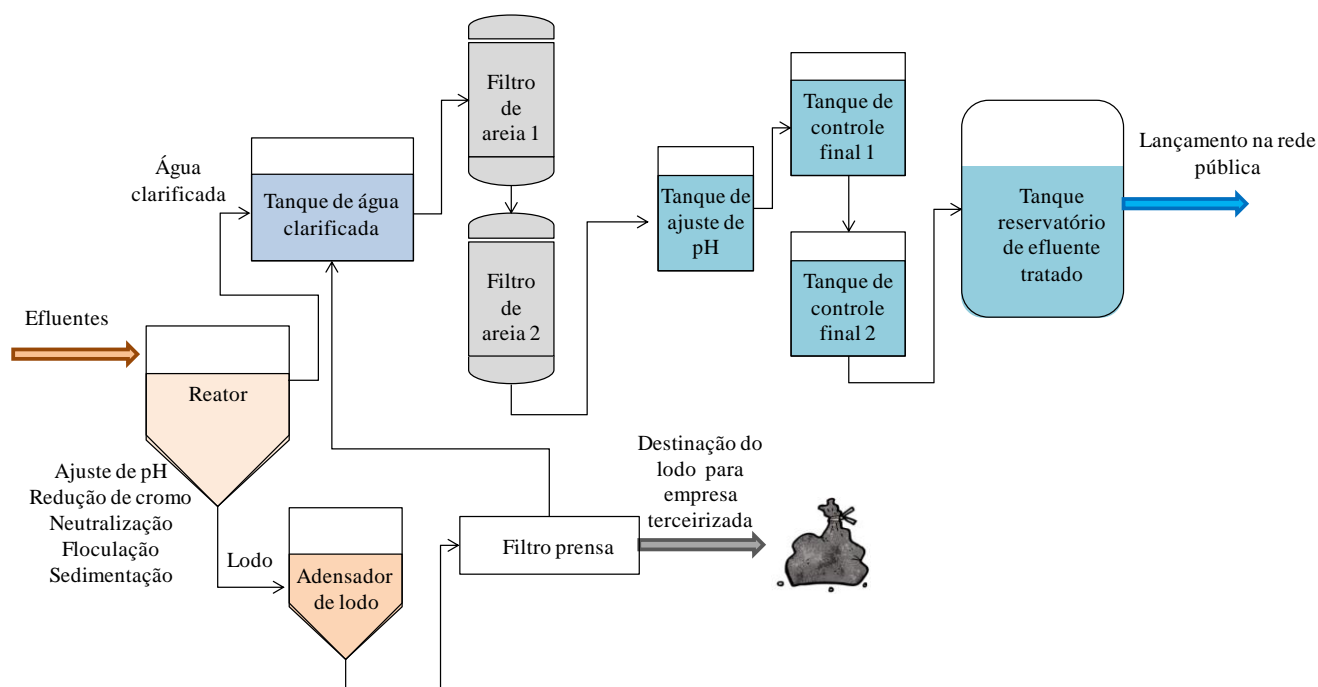 Efluentes
Reator
Ajuste de pH
Redução de cromo
Neutralização
Floculação
Sedimentação
Água
clarificada
Tanque de água
clarificada
Filtro
de
areia 1
Filtro
de
areia 2
Tanque de
ajuste de
pH
Tanque de
controle
final 1
Tanque de
controle
final 2
Tanque
reservatório
de efluente
tratado
Lançamento na rede
pública
Lodo
Adensador
de lodo
Filtro prensa
Destinação do
lodo para
empresa
terceirizada